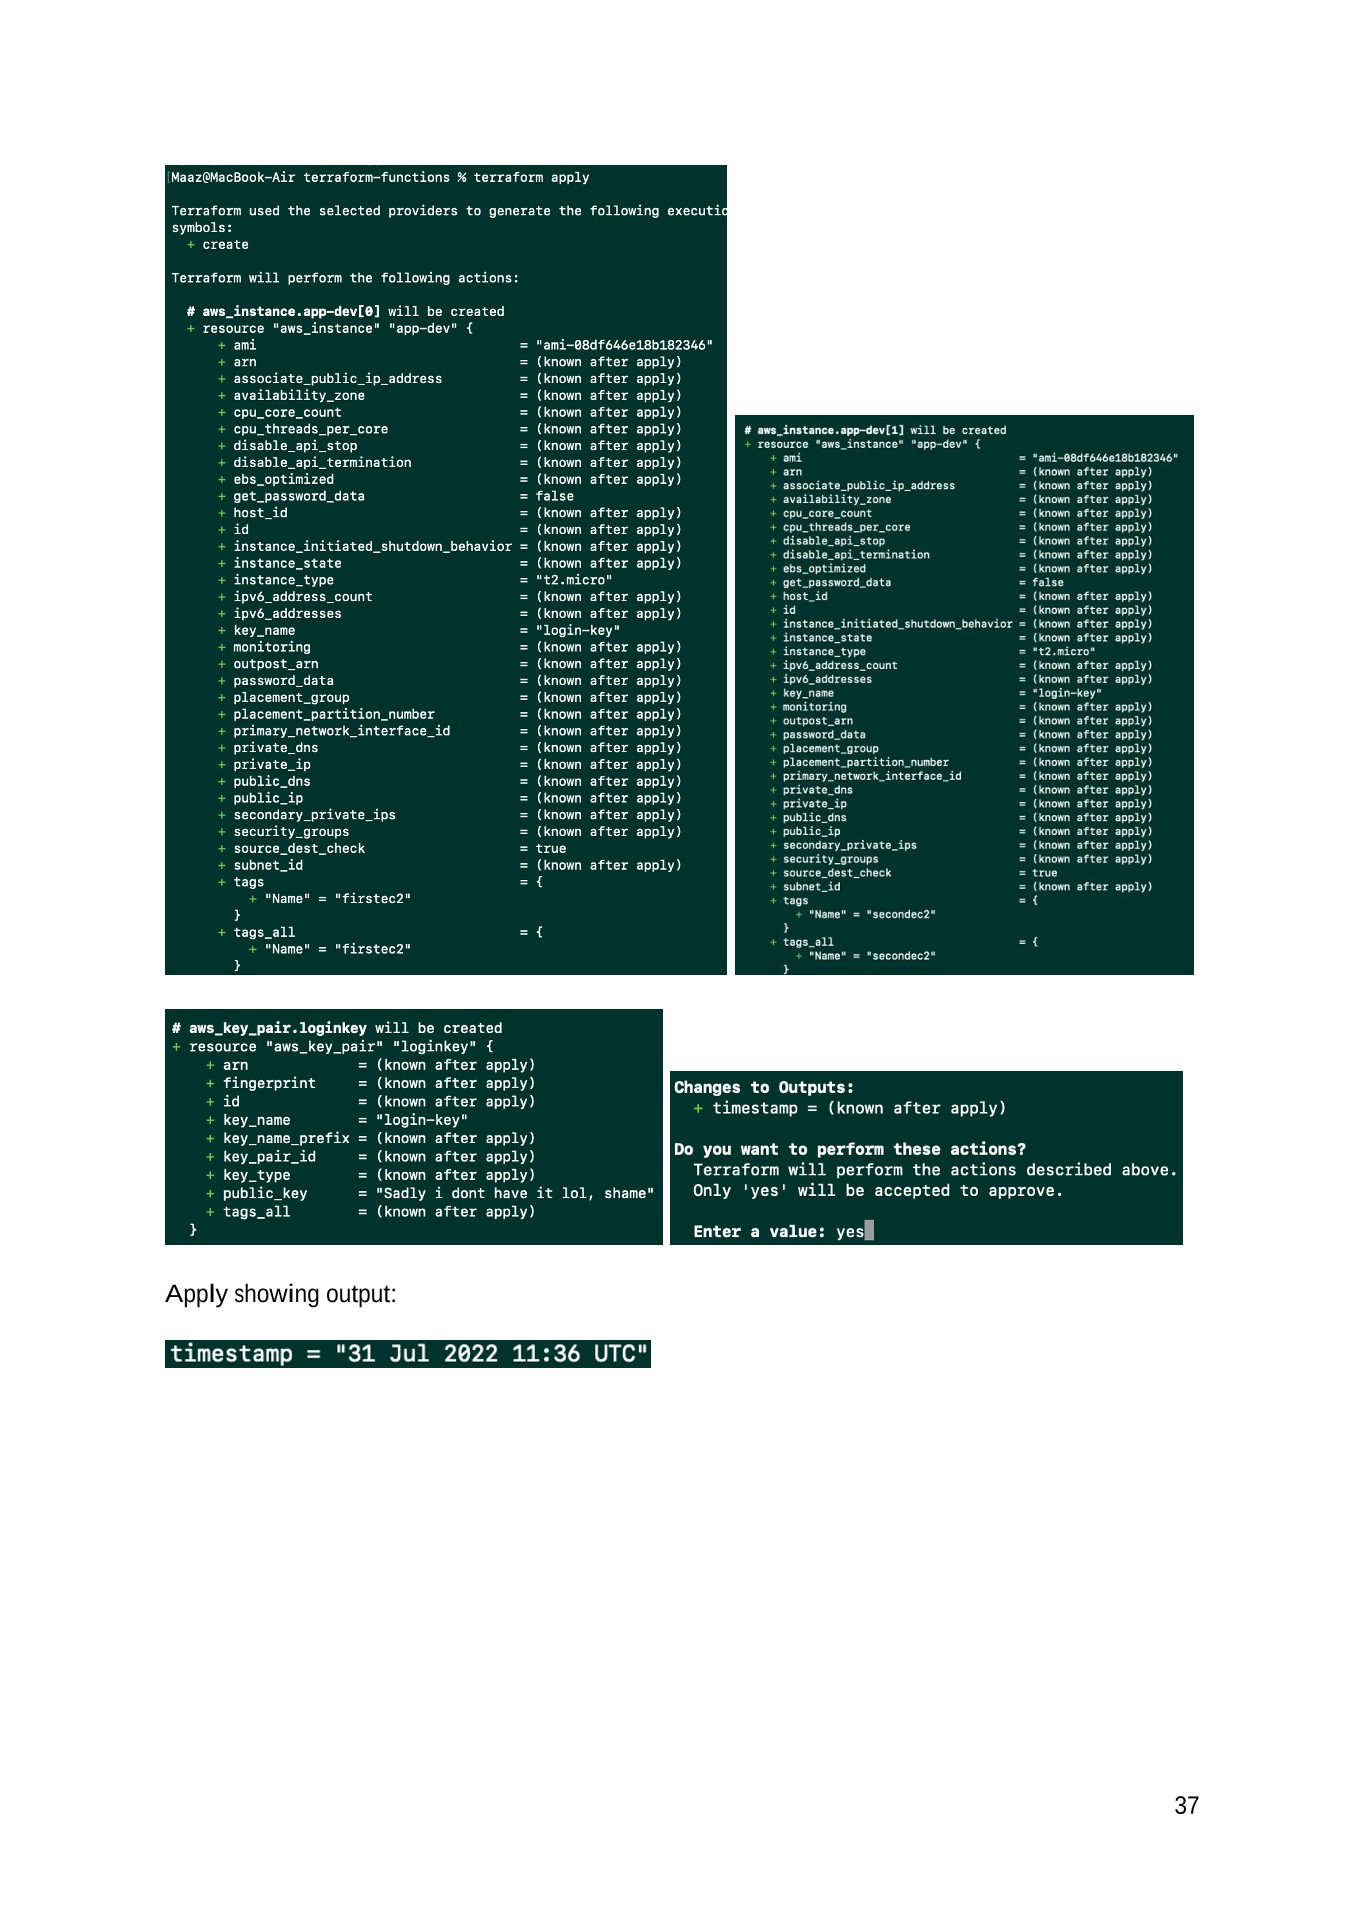 [Maaz@MacBook-Air terraform-functions % terraform apply
Terraform used the selected providers to generate the following executio
symbols:
+ create
Terraform will perform the following actions:
# aws_instance.app-dev[0] will be created
+ resource "aws_instance" "app-dev" {
+ ami = "ami-08df646e18b182346"
+ arn = (known after apply)
+ associate_public_ip_address = (known after apply)
+ availability_zone = (known after apply)
+ cpu_core_count = (known after apply)
+ cpu_threads_per_core = (known after apply)
+ disable_api_stop = (known after apply)
+ disable_api_termination = (known after apply)
+ ebs_optimized = (known after apply)
+ get_password_data = false
+ host_id = (known after apply)
+ id = (known after apply)
+ instance_initiated_shutdown_behavior = (known after apply)
+ instance_state = (known after apply)
+ instance_type = "t2.micro"
+ ipv6_address_count = (known after apply)
+ ipv6_addresses = (known after apply)
+ key_name = "login-key"
+ monitoring = (known after apply)
+ outpost_arn = (known after apply)
+ password_data = (known after apply)
+ placement_group = (known after apply)
+ placement_partition_number = (known after apply)
+ primary_network_interface_id = (known after apply)
+ private_dns = (known after apply)
+ private_ip = (known after apply)
+ public_dns = (known after apply)
+ public_ip = (known after apply)
+ secondary_private_ips = (known after apply)
+ security_groups = (known after apply)
+ source_dest_check = true
+ subnet_id = (known after apply)
+ tags = {
+ "Name" = "firstec2"
}
+ tags_all = {
+ "Name" = "firstec2"
}
# aws_instance.app-dev[1] will be created
+ resource "aws_instance" "app-dev" {
+ ami = "ami-08df646e18b182346"
+ arn = (known after apply)
+ associate_public_ip_address = (known after apply)
+ availability_zone = (known after apply)
+ cpu_core_count = (known after apply)
+ cpu_threads_per_core = (known after apply)
+ disable_api_stop = (known after apply)
+ disable_api_termination = (known after apply)
+ ebs_optimized = (known after apply)
+ get_password_data = false
+ host_id = (known after apply)
+ id = (known after apply)
+ instance_initiated_shutdown_behavior = (known after apply)
+ instance_state = (known after apply)
+ instance_type = "t2.micro"
+ ipv6_address_count = (known after apply)
+ ipv6_addresses = (known after apply)
+ key_name = "login-key"
+ monitoring = (known after apply)
+ outpost_arn = (known after apply)
+ password_data = (known after apply)
+ placement_group = (known after apply)
+ placement_partition_number = (known after apply)
+ primary_network_interface_id = (known after apply)
+ private_dns = (known after apply)
+ private_ip = (known after apply)
+ public_dns = (known after apply)
+ public_ip = (known after apply)
+ secondary_private_ips = (known after apply)
+ security_groups = (known after apply)
+ source_dest_check = true
+ subnet_id = (known after apply)
+ tags = {
+ "Name" = "secondec2"
}
+ tags_all = {
+ "Name" = "secondec2"
}
# aws_key_pair.loginkey will be created
+ resource "aws_key_pair" "loginkey" {
+ arn = (known after apply)
+ fingerprint = (known after apply)
+ id = (known after apply)
+ key_name = "login-key"
+ key_name_prefix = (known after apply)
+ key_pair_id = (known after apply)
+ key_type = (known after apply)
+ public_key = "Sadly i dont have it lol, shame"
+ tags_all = (known after apply)
}
Changes to Outputs:
+ timestamp = (known after apply)
Do you want to perform these actions?
Terraform will perform the actions described above.
Only 'yes' will be accepted to approve.
Enter a value: yes
Apply showing output:
timestamp = "31 Jul 2022 11:36 UTC"
37